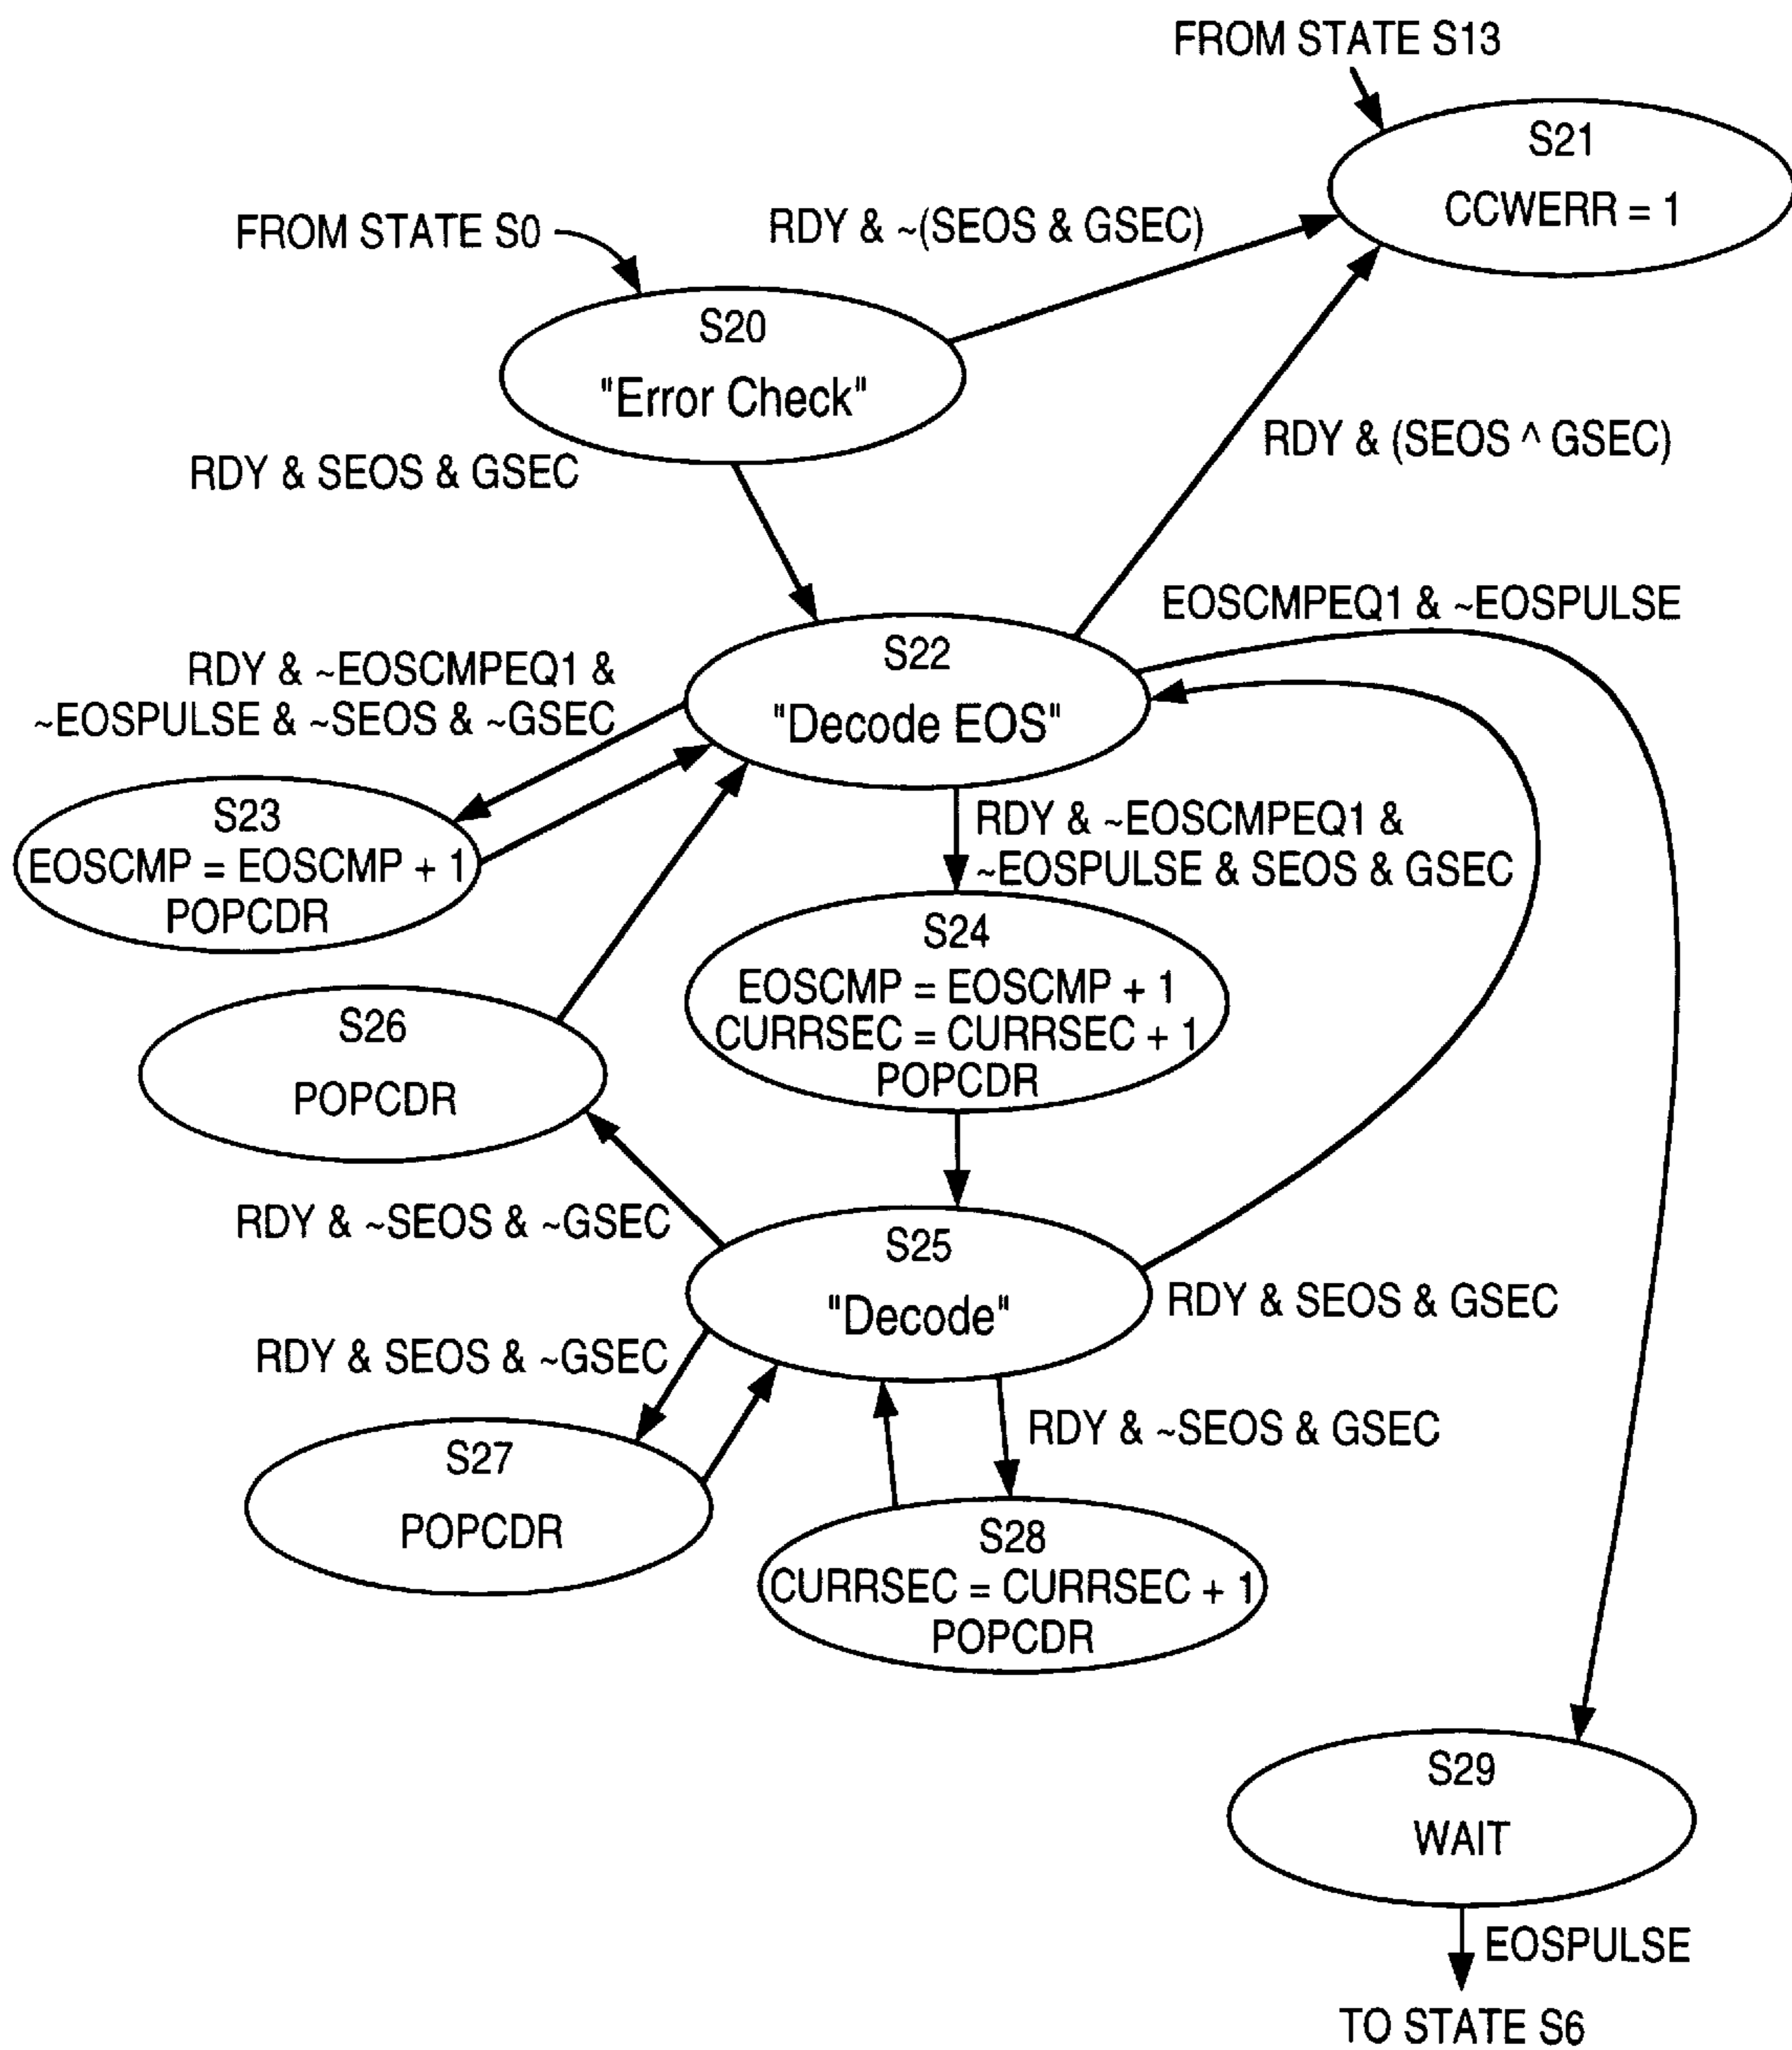 FROM STATE S13
S21
CCWERR = 1
FROM STATE S0
RDY & ~(SEOS & GSEC)
S20
"Error Check"
RDY & (SEOS ^ GSEC)
RDY & SEOS & GSEC
EOSCMPEQ1 & ~EOSPULSE
S22
"Decode EOS"
RDY & ~EOSCMPEQ1 &
~EOSPULSE & ~SEOS & ~GSEC
S23
EOSCMP = EOSCMP + 1
POPCDR
RDY & ~EOSCMPEQ1 &
~EOSPULSE & SEOS & GSEC
S24
EOSCMP = EOSCMP + 1
CURRSEC = CURRSEC + 1
POPCDR
S26
POPCDR
RDY & ~SEOS & ~GSEC
S25
"Decode"
RDY & SEOS & GSEC
RDY & SEOS & ~GSEC
RDY & ~SEOS & GSEC
S27
POPCDR
S28
CURRSEC = CURRSEC + 1
POPCDR
S29
WAIT
EOSPULSE
TO STATE S6